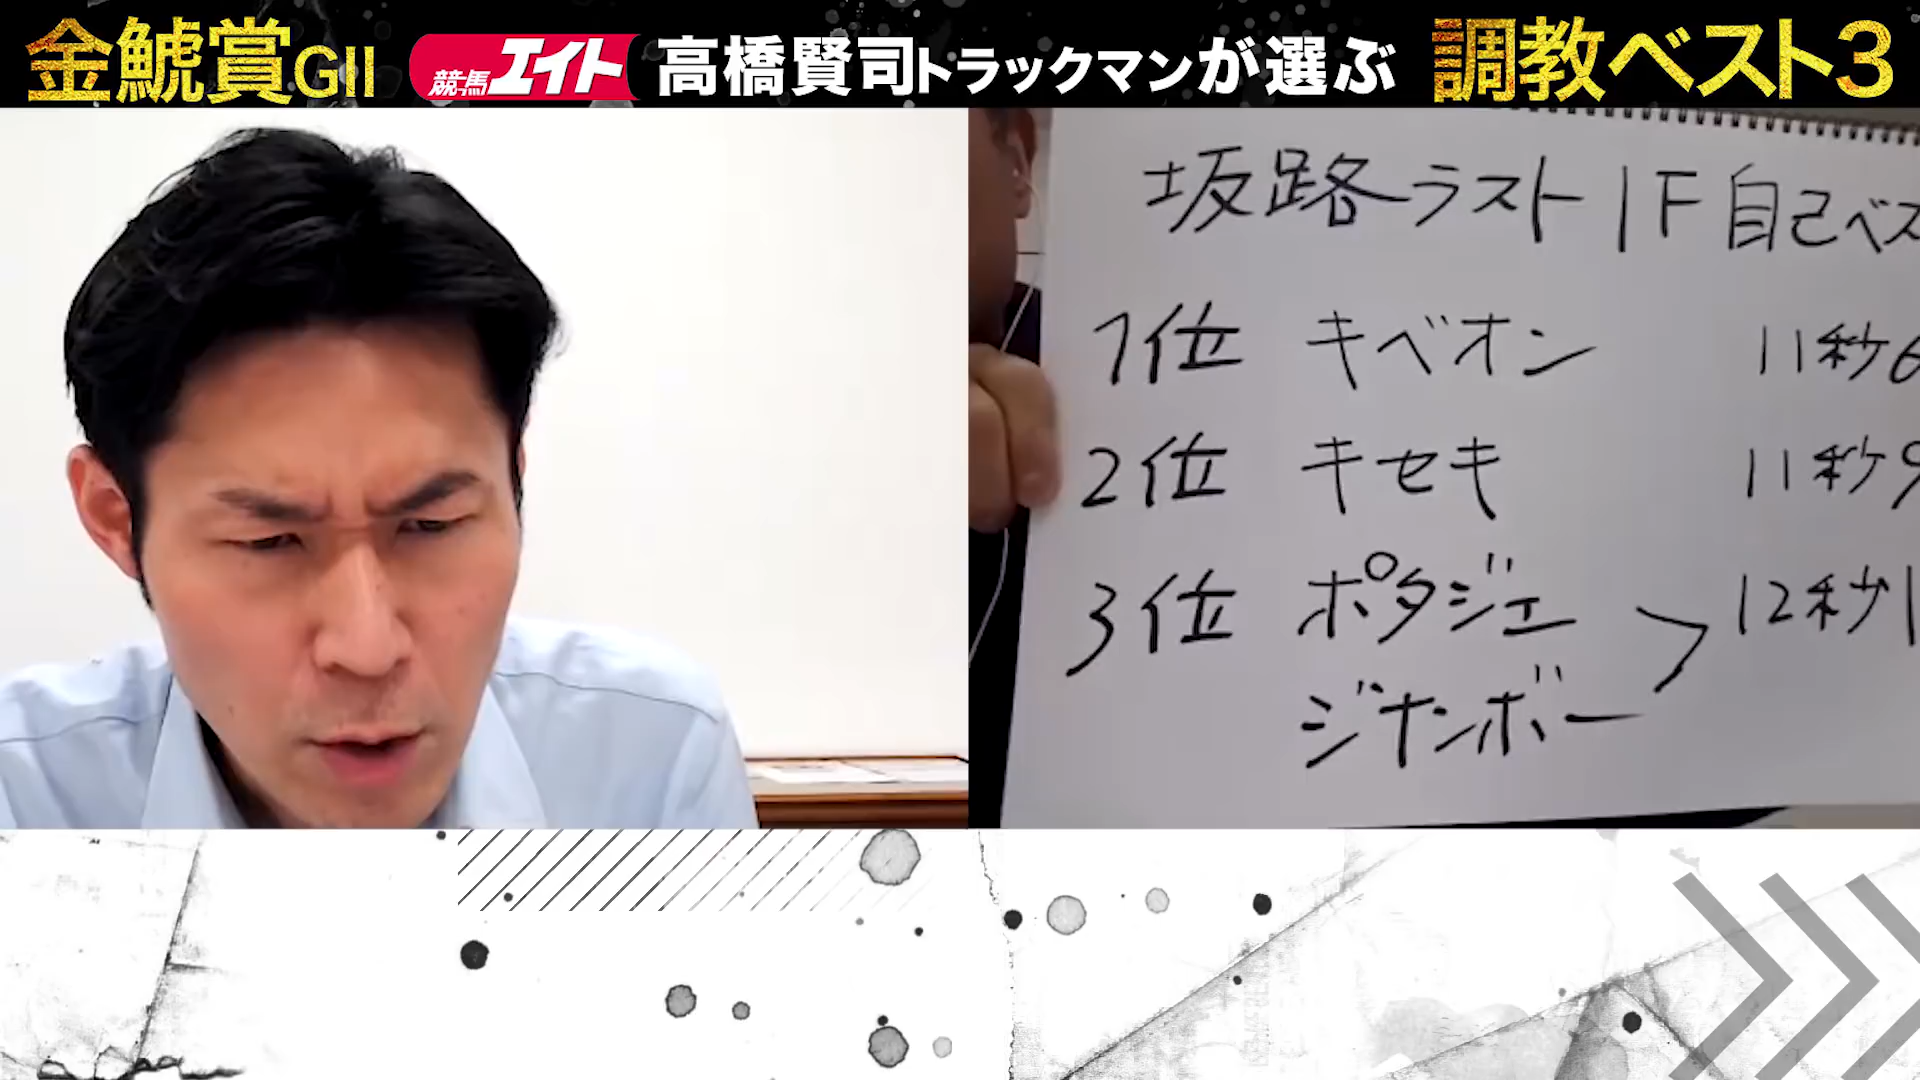 金鯱賞GII 競馬エイト 高橋賢司トラックマンが選ぶ 調教ベスト3
坂路ラスト1F自己ベス
1位 キベオン 11秒6
2位 キセキ 11秒9
3位 ポタジェ 12秒1
ジナンボー